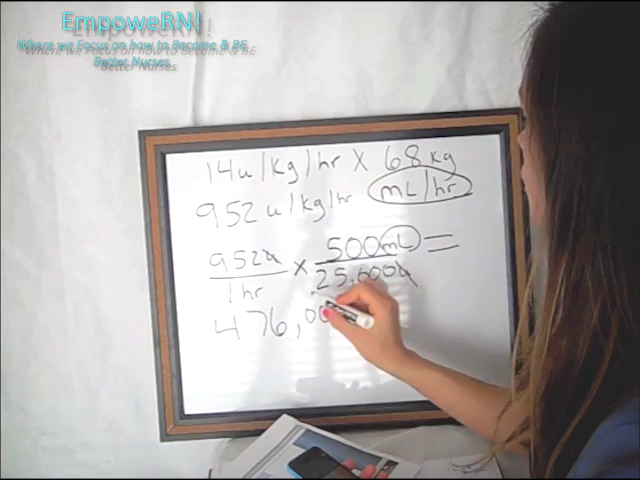 EmpoweRN!
Where we Focus on how to Become & BE
Better Nurses
14u/kg/hr X 68kg
952u/kg/hr mL/hr
952u x 500mL =
1hr 25,000u
476,00